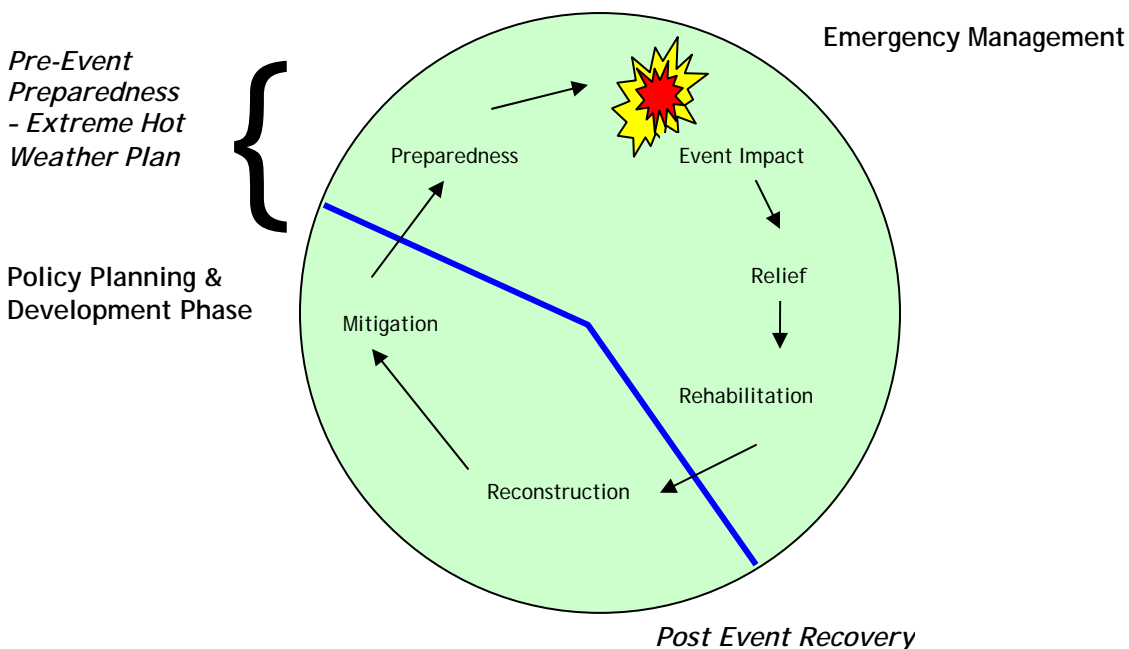 Emergency Management
Pre-Event
Preparedness
- Extreme Hot
Weather Plan
Preparedness
Event Impact
Policy Planning &
Development Phase
Relief
Mitigation
Rehabilitation
Reconstruction
Post Event Recovery